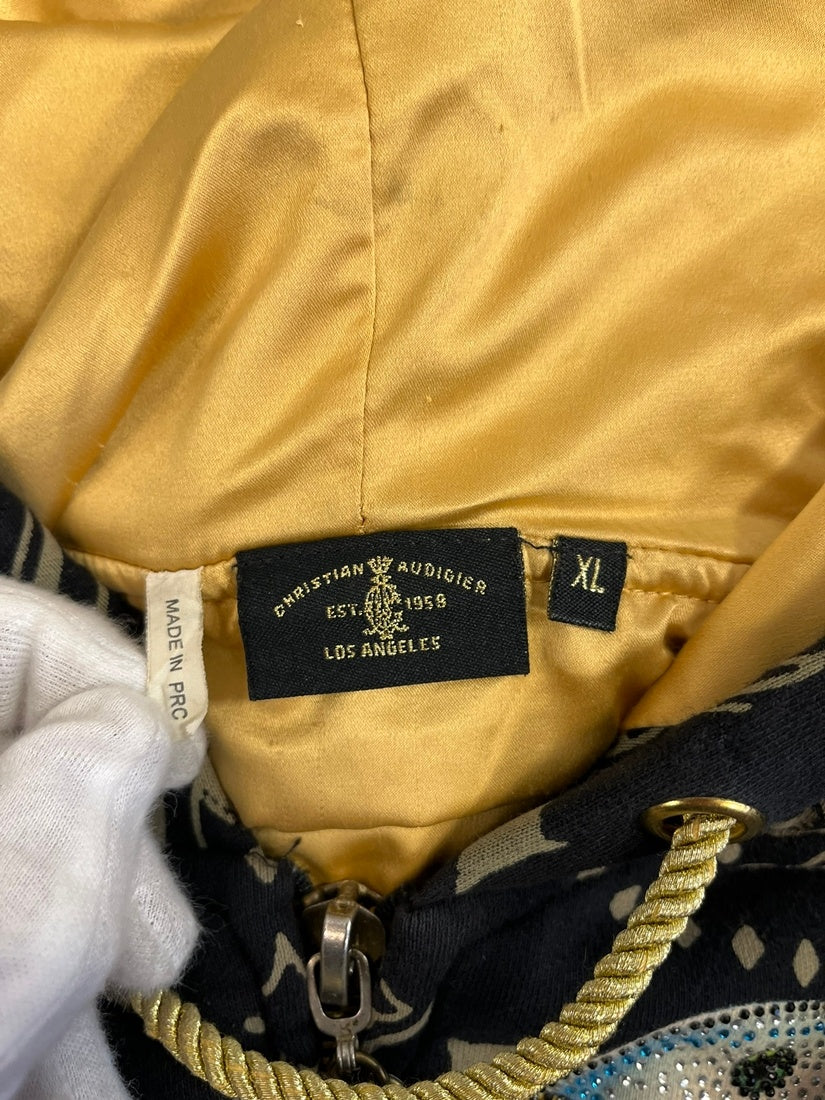 CHRISTIAN AUDIGIER
EST. 1958
LOS ANGELES
XL
MADE IN PRC